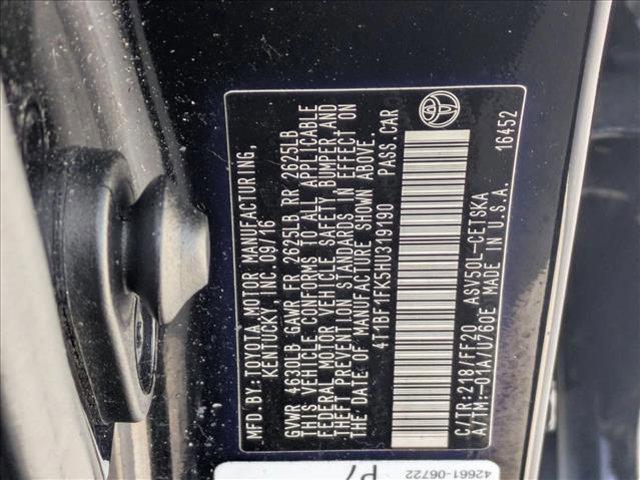 MFD. BY: TOYOTA MOTOR MANUFACTURING,
KENTUCKY, INC. 09/16
GVWR 4630LB GAWR FR 2625LB RR 2625LB
THIS VEHICLE CONFORMS TO ALL APPLICABLE
FEDERAL MOTOR VEHICLE SAFETY, BUMPER AND
THEFT PREVENTION STANDARDS IN EFFECT ON
THE DATE OF MANUFACTURE SHOWN ABOVE.
4T1BF1FK5HU319190 PASS. CAR
C/TR: 218/FF20 ASV50L-CETSKA
A/TM: -01A/U760E MADE IN U.S.A. 16452
42661-06722